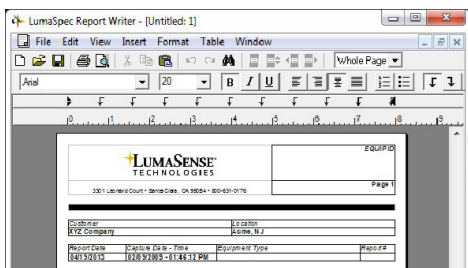 LumaSpec Report Writer - [Untitled: 1]
File Edit View Insert Format Table Window
Whole Page
Arial 20 B I U
0 1 2 3 4 5 6 7 8 9
EQUIPID
LUMASENSE
TECHNOLOGIES
Page 1
3301 Leonard Court • Santa Clara, CA 95054 • 800-631-0176
Customer Location
XYZ Company Acme, NJ
Report Date Capture Date - Time Equipment Type Report#
04/15/2013 02/09/2009 - 01:46:12 PM